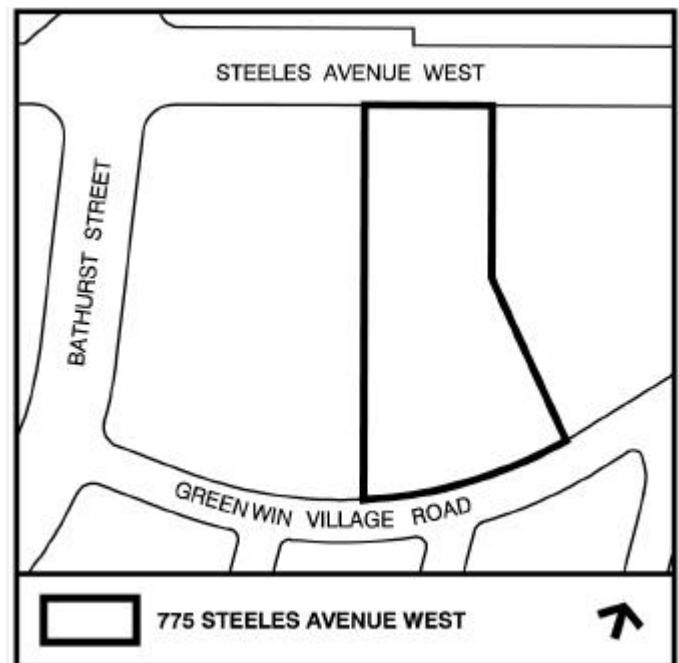 STEELES AVENUE WEST
BATHURST STREET
GREENWIN VILLAGE ROAD
775 STEELES AVENUE WEST